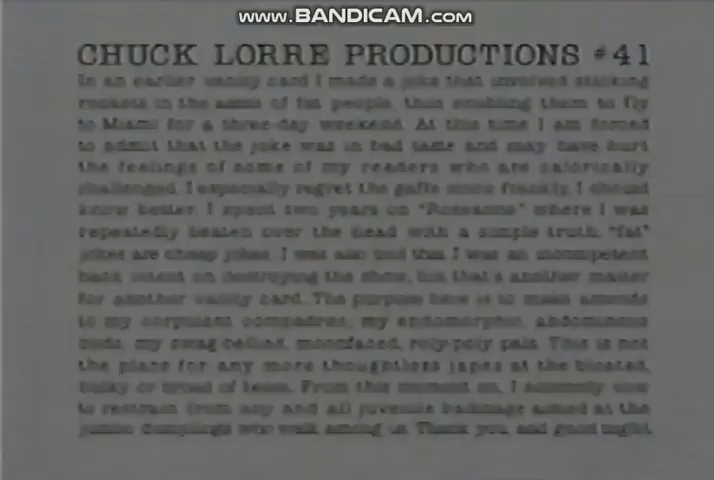 www.BANDICAM.com
CHUCK LORRE PRODUCTIONS #41
In an earlier vanity card I made a joke that involved sticking
rockets in the asses of fat people, thus enabling them to fly
to Miami for a three-day weekend. At this time I am forced
to admit that the joke was in bad taste and may have hurt
the feelings of some of my readers who are calorically
challenged. I especially regret the gaffe since frankly, I should
know better. I spent two years on "Roseanne" where I was
repeatedly beaten over the head with a simple truth, "fat"
jokes are cheap jokes. I was also told that I was an incompetent
hack intent on destroying the show, but that's another matter
for another vanity card. The purpose here is to make amends
to my corpulent compadres, my endomorphic, abdominous
my swag bellied, moonfaced, roly-poly pals. This is not
the place for any more thoughtless japes at the bloated,
bulky or broad of beam. From this moment on, I solemnly vow
to restrain from any and all juvenile badinage aimed at the
jumbo dumplings who walk among us. Thank you, and good night.